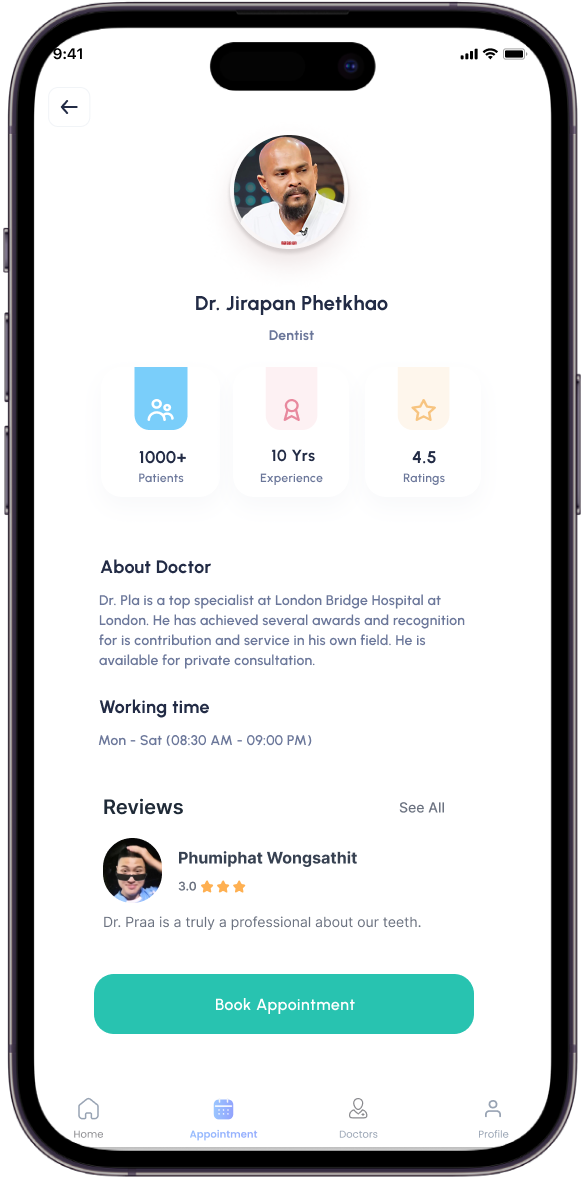 9:41
Dr. Jirapan Phetkhao
Dentist
1000+
Patients
10 Yrs
Experience
4.5
Ratings
About Doctor
Dr. Pla is a top specialist at London Bridge Hospital at
London. He has achieved several awards and recognition
for is contribution and service in his own field. He is
available for private consultation.
Working time
Mon - Sat (08:30 AM - 09:00 PM)
Reviews
See All
Phumiphat Wongsathit
3.0
Dr. Praa is a truly a professional about our teeth.
Book Appointment
Home
Appointment
Doctors
Profile